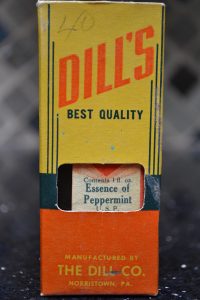 40
DILL'S
BEST QUALITY
Contents 1 fl. oz.
Essence of
Peppermint
U.S.P.
MANUFACTURED BY
THE DILL CO.
NORRISTOWN, PA.